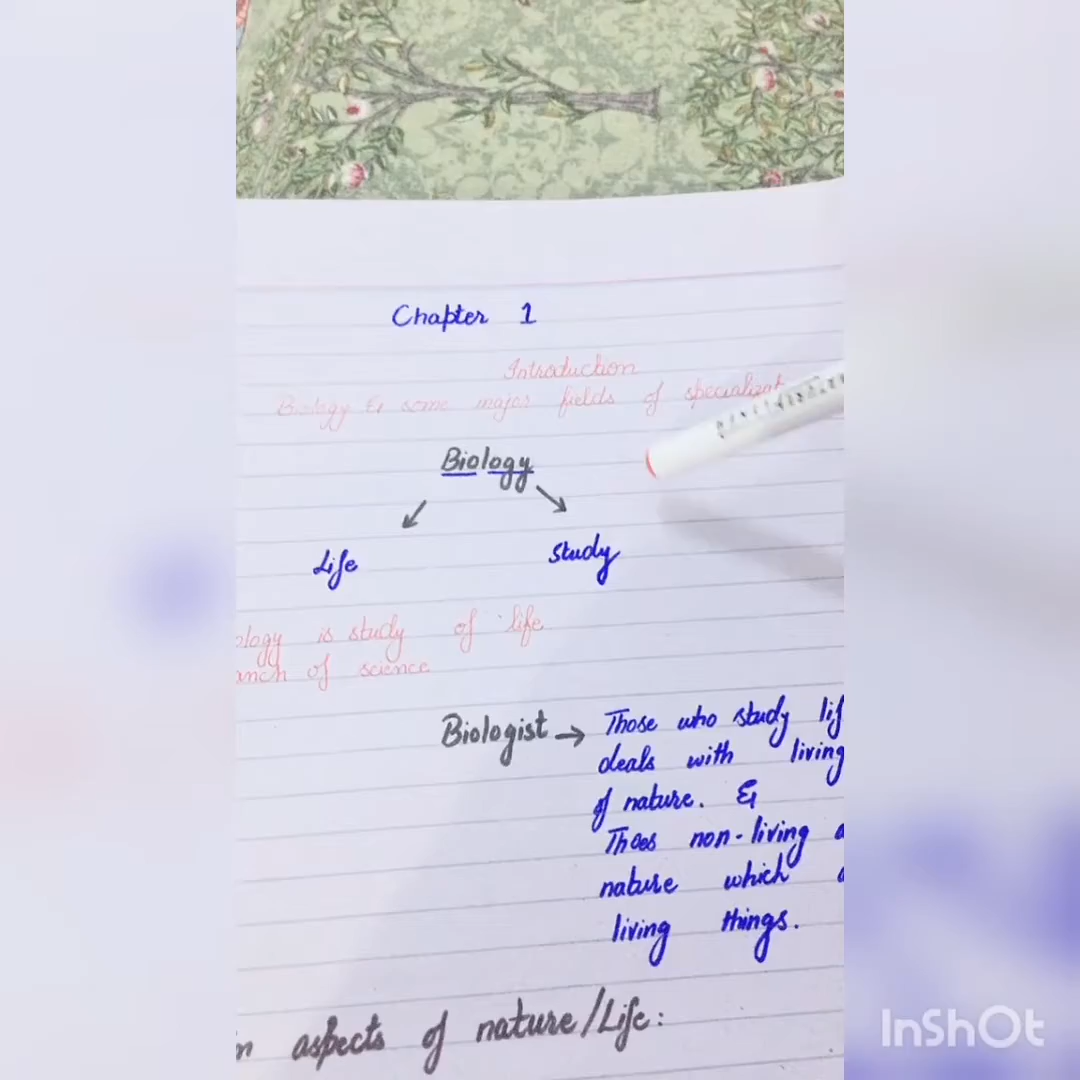 Chapter 1
Introduction
Biology & some major fields of specializat
Biology
Life Study
ology is study of life
anch of science
Biologist → Those who study lif
deals with living
of nature. &
Thoes non-living a
nature which a
living things.
n aspects of nature/Life:
InShOt